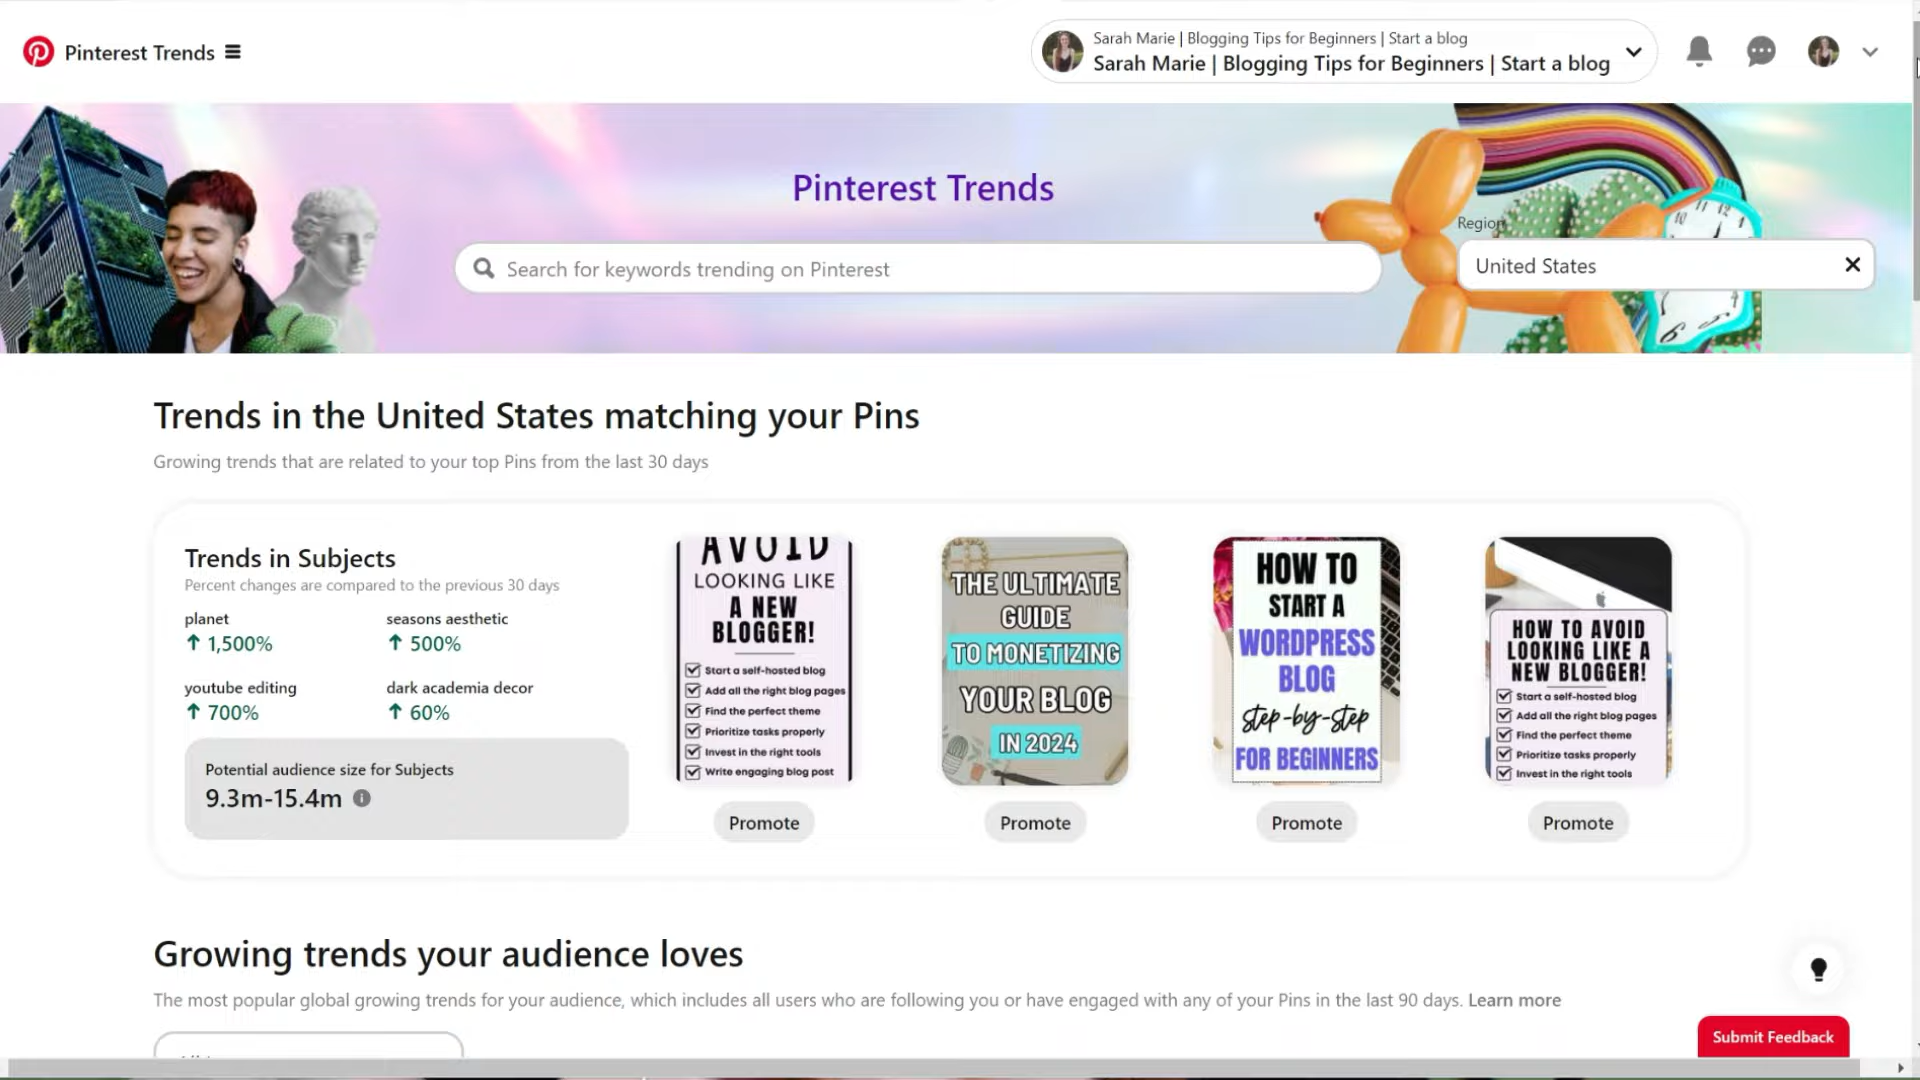 Pinterest Trends
Sarah Marie | Blogging Tips for Beginners | Start a blog
Sarah Marie | Blogging Tips for Beginners | Start a blog
Pinterest Trends
Search for keywords trending on Pinterest
Region
United States
Trends in the United States matching your Pins
Growing trends that are related to your top Pins from the last 30 days
Trends in Subjects
Percent changes are compared to the previous 30 days
planet
↑ 1,500%
seasons aesthetic
↑ 500%
youtube editing
↑ 700%
dark academia decor
↑ 60%
Potential audience size for Subjects
9.3m-15.4m
AVOID
LOOKING LIKE
A NEW
BLOGGER!
Start a self-hosted blog
Add all the right blog pages
Find the perfect theme
Prioritize tasks properly
Invest in the right tools
Write engaging blog post
Promote
THE ULTIMATE
GUIDE
TO MONETIZING
YOUR BLOG
IN 2024
Promote
HOW TO
START A
WORDPRESS
BLOG
step-by-step
FOR BEGINNERS
Promote
HOW TO AVOID
LOOKING LIKE A
NEW BLOGGER!
Start a self-hosted blog
Add all the right blog pages
Find the perfect theme
Prioritize tasks properly
Invest in the right tools
Promote
Growing trends your audience loves
The most popular global growing trends for your audience, which includes all users who are following you or have engaged with any of your Pins in the last 90 days. Learn more
Submit Feedback